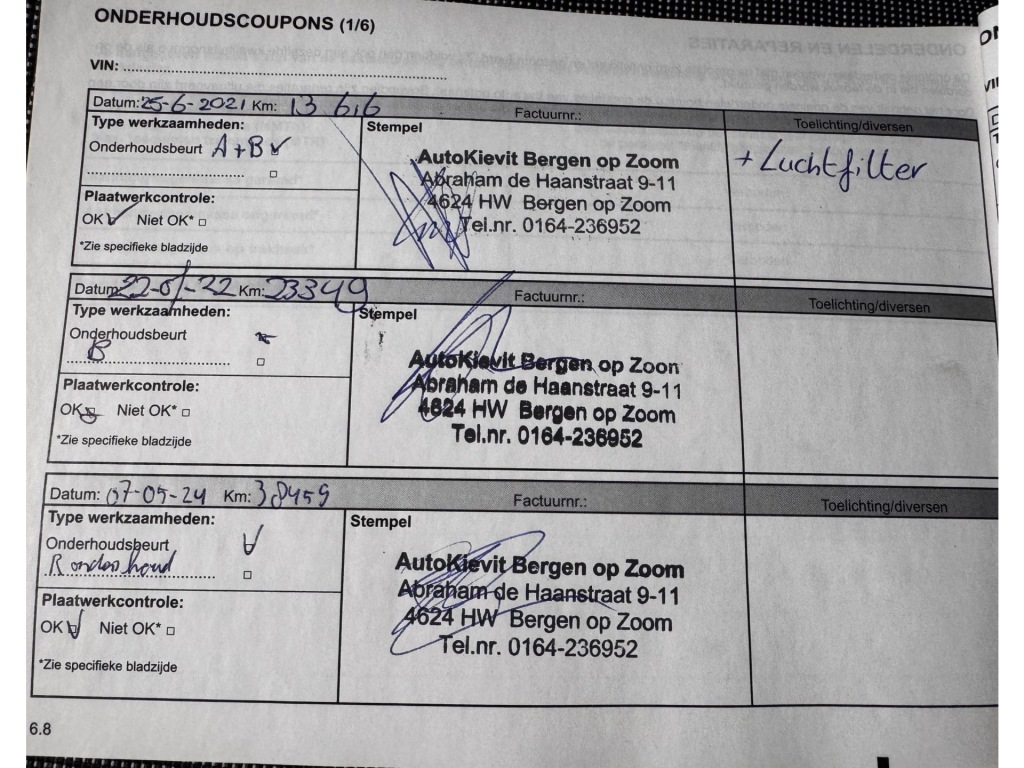 ONDERHOUDSCOUPONS (1/6)
VIN:
Datum: 25-6-2021 Km: 13 616 Factuurnr.: Toelichting/diversen
Type werkzaamheden:
Stempel
Onderhoudsbeurt A+B
+ Luchtfilter
AutoKievit Bergen op Zoom
Abraham de Haanstraat 9-11
4624 HW Bergen op Zoom
Tel.nr. 0164-236952
Plaatwerkcontrole:
OK Niet OK*
*Zie specifieke bladzijde
Datum: 22-01-22 Km: 23349 Factuurnr.: Toelichting/diversen
Type werkzaamheden:
Stempel
Onderhoudsbeurt
B
AutoKievit Bergen op Zoon
Abraham de Haanstraat 9-11
4624 HW Bergen op Zoom
Tel.nr. 0164-236952
Plaatwerkcontrole:
OK Niet OK*
*Zie specifieke bladzijde
Datum: 07-05-24 Km: 38459 Factuurnr.: Toelichting/diversen
Type werkzaamheden:
Stempel
Onderhoudsbeurt
onderhoud
AutoKievit Bergen op Zoom
Abraham de Haanstraat 9-11
4624 HW Bergen op Zoom
Tel.nr. 0164-236952
Plaatwerkcontrole:
OK Niet OK*
*Zie specifieke bladzijde
6.8